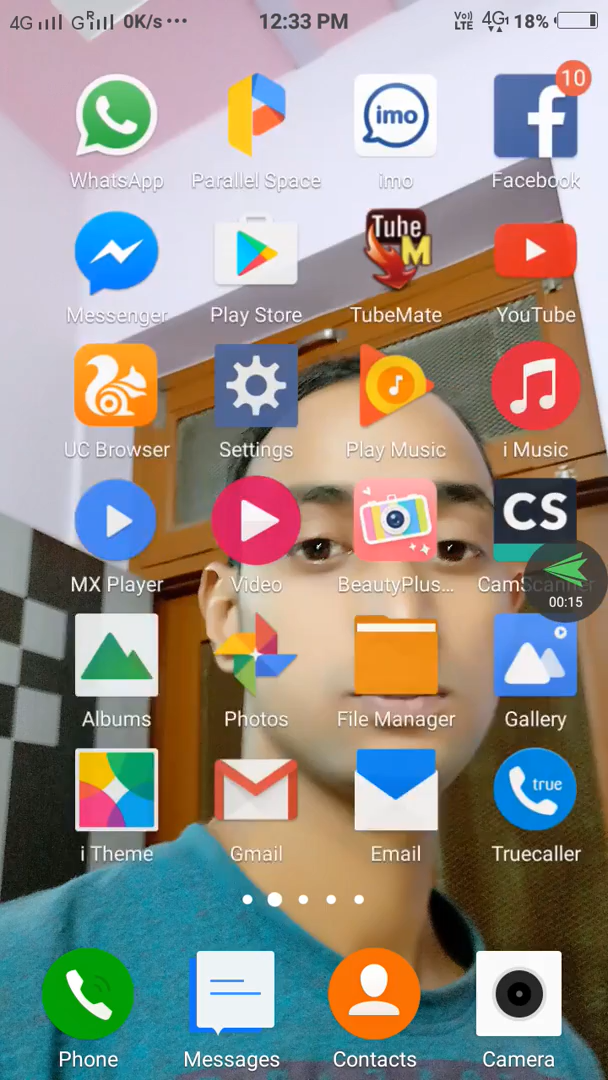 4G G R 0K/s ••• 12:33 PM Vo) LTE 4G1 18%
10
imo
f
WhatsApp Parallel Space imo Facebook
Tube
M
Messenger Play Store TubeMate YouTube
UC Browser Settings Play Music i Music
CS
MX Player Video BeautyPlus... CamScanner
00:15
Albums Photos File Manager Gallery
true
i Theme Gmail Email Truecaller
Phone Messages Contacts Camera